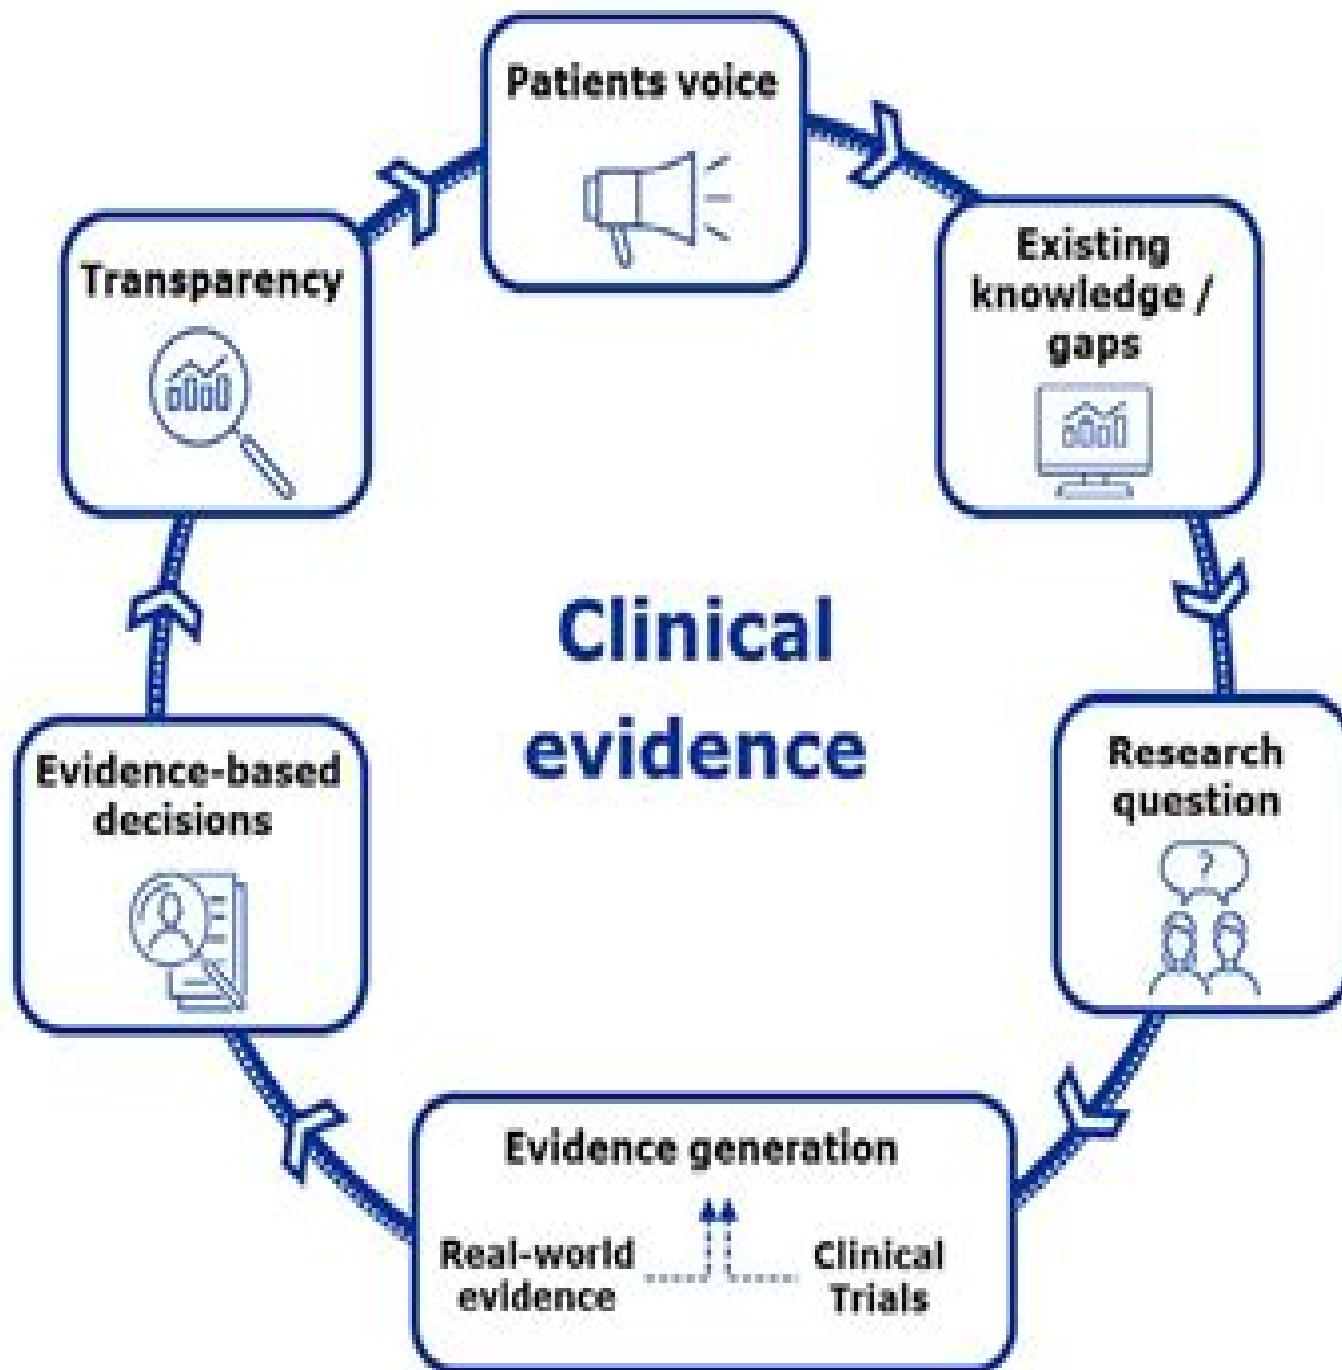 Patients voice
Existing
knowledge /
gaps
Research
question
?
Evidence generation
Real-world
evidence
Clinical
Trials
Evidence-based
decisions
Transparency
Clinical
evidence